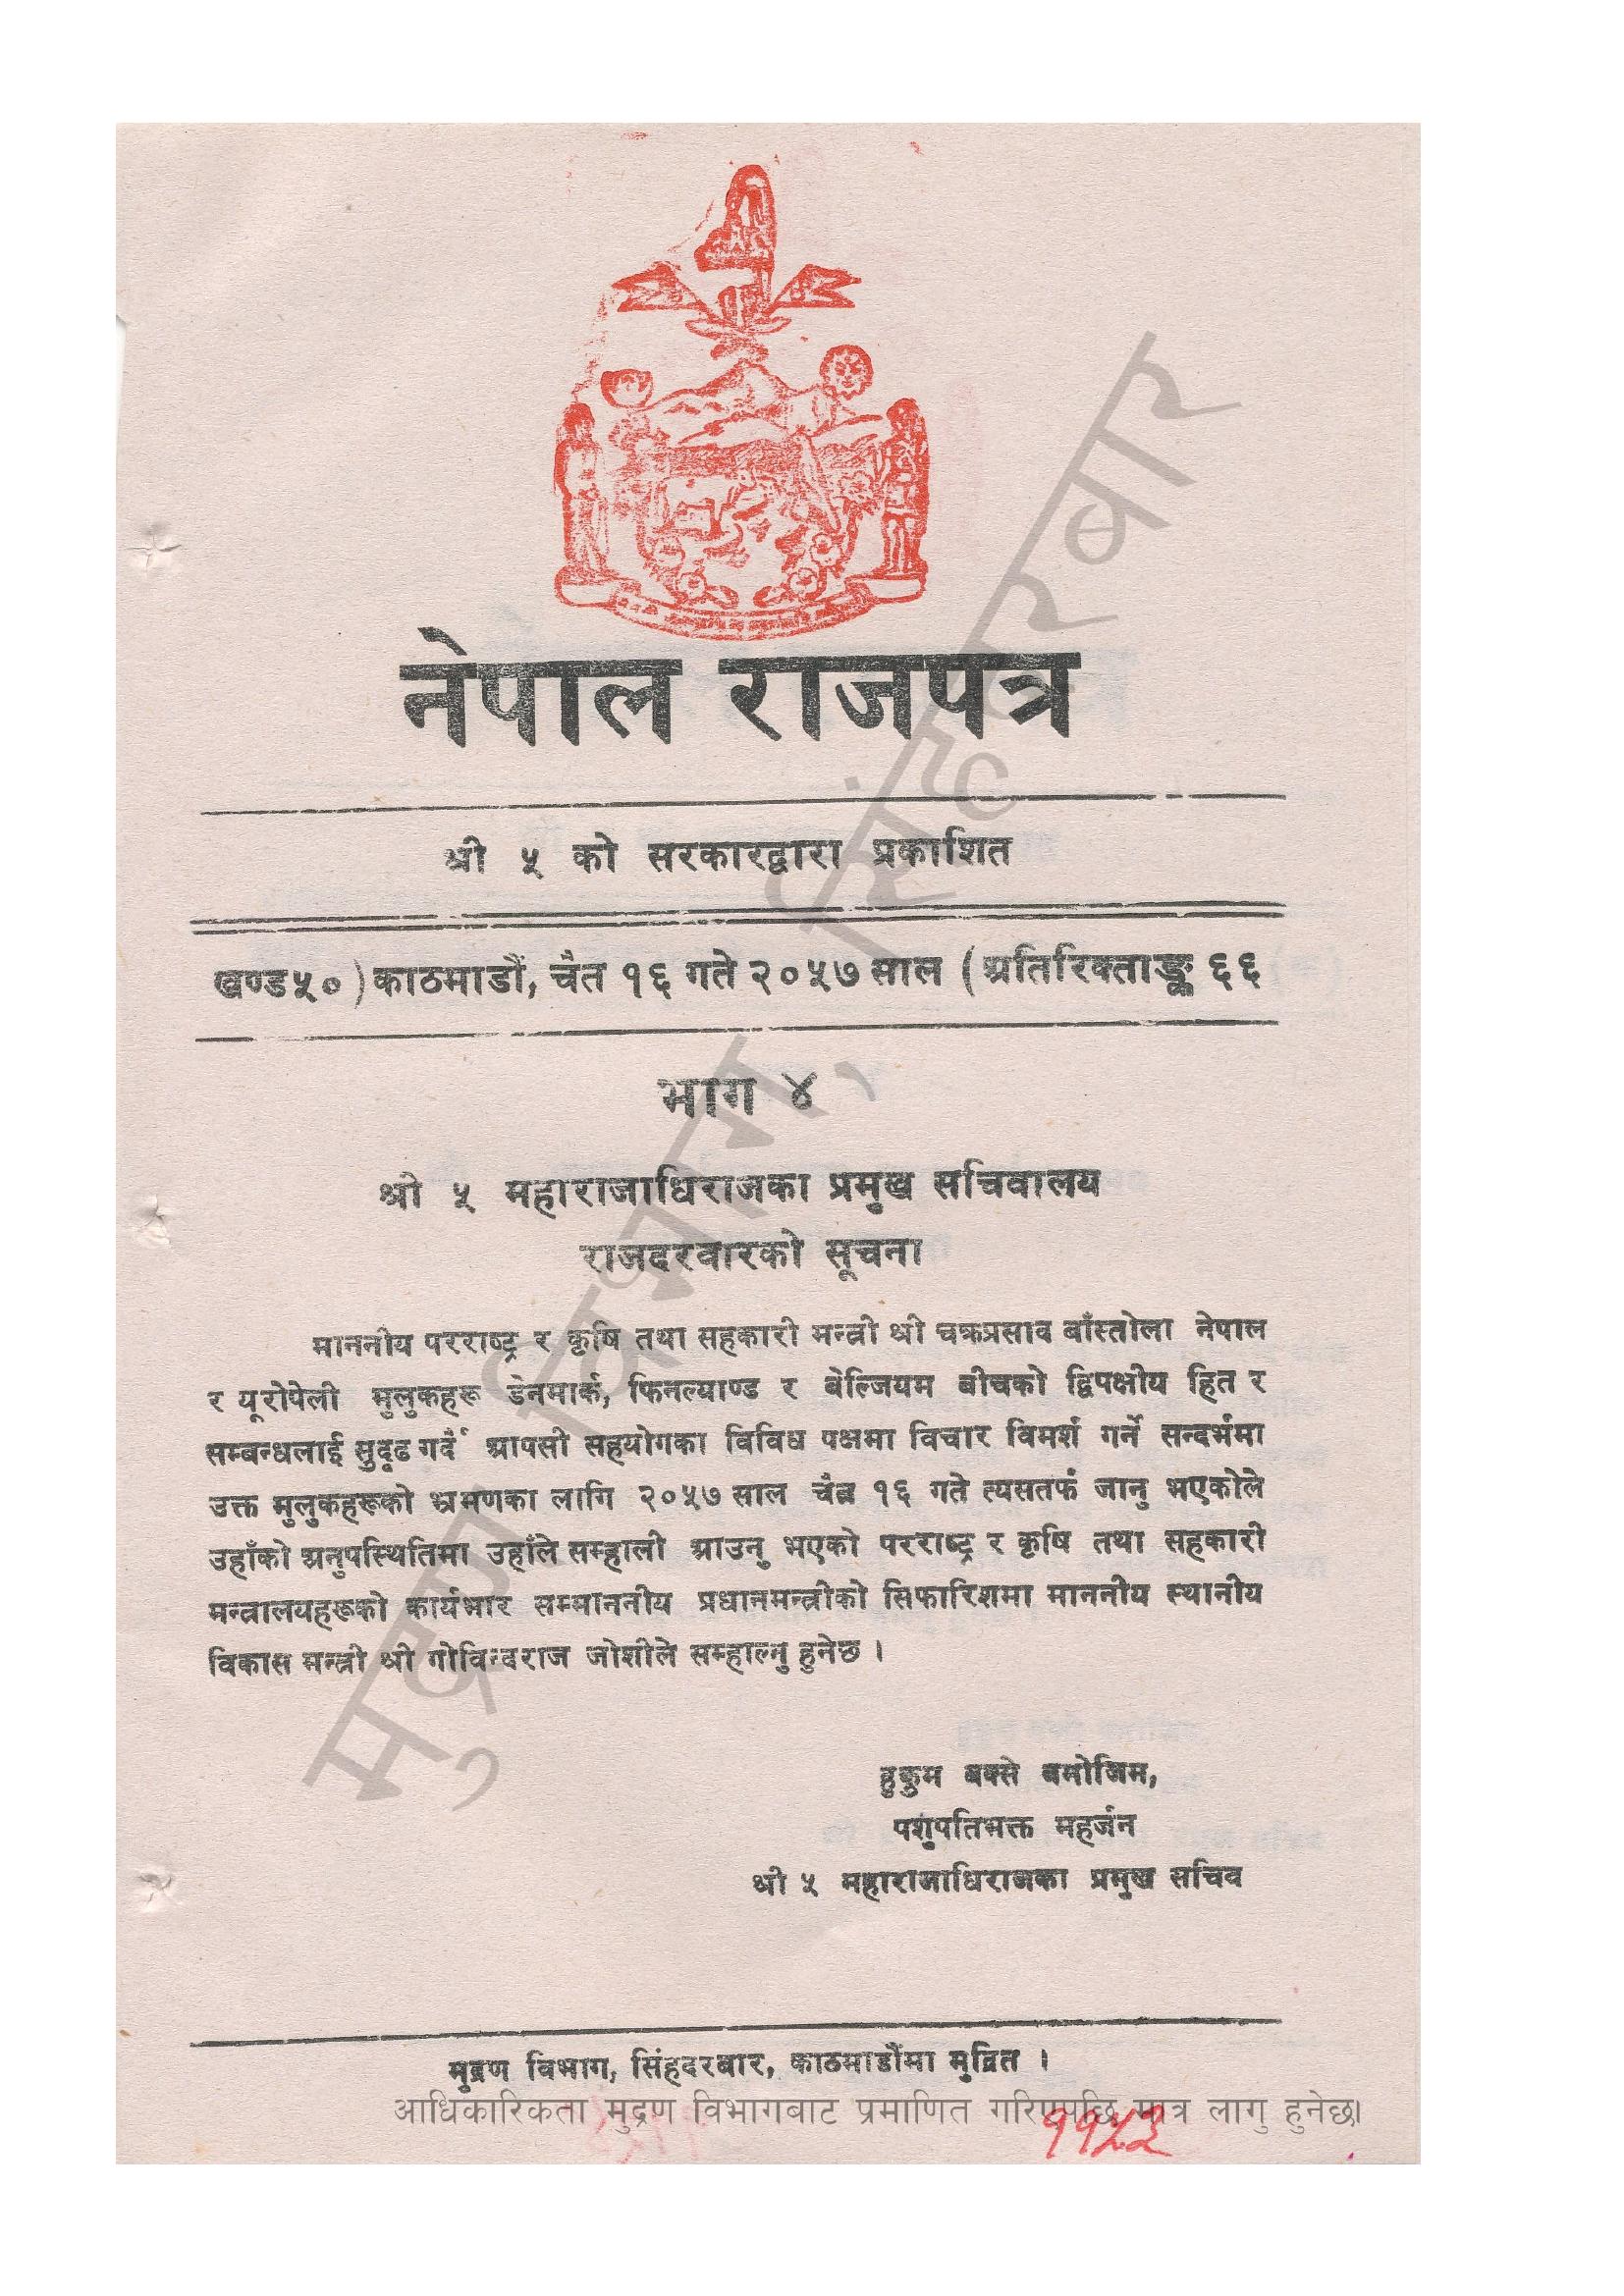 नेपाल राजपत्र
श्री ५ को सरकारद्वारा प्रकाशित
खण्ड ५०) काठमाडौं, चैत १६ गते २०५७ साल (अतिरिक्ताङ्क ६६
भाग ४
श्री ५ महाराजाधिराजका प्रमुख सचिवालय
राजदरवारको सूचना
माननीय परराष्ट्र र कृषि तथा सहकारी मन्त्री श्री चक्रप्रसाद बाँस्तोला नेपाल
र यूरोपेली मुलुकहरू डेनमार्क, फिनल्याण्ड र बेल्जियम बीचको द्विपक्षीय हित र
सम्बन्धलाई सुदृढ गर्दै आपसी सहयोगका विविध पक्षमा विचार विमर्श गर्ने सन्दर्भमा
उक्त मुलुकहरूको भ्रमणका लागि २०५७ साल चैत्र १६ गते त्यसतर्फ जानु भएकोले
उहाँको अनुपस्थितिमा उहाँले सम्हाली आउनु भएको परराष्ट्र र कृषि तथा सहकारी
मन्त्रालयहरूको कार्यभार सम्माननीय प्रधानमन्त्रीको सिफारिशमा माननीय स्थानीय
विकास मन्त्री श्री गोविन्दराज जोशीले सम्हाल्नु हुनेछ ।
हुकुम बक्से बमोजिम,
पशुपतिभक्त महर्जन
श्री ५ महाराजाधिराजका प्रमुख सचिव
मुद्रण विभाग, सिंहदरबार, काठमाडौंमा मुद्रित ।
आधिकारिकता मुद्रण विभागबाट प्रमाणित गरिएपछि मात्र लागु हुनेछ।
११५३
मुद्रण विभाग, सिंहदरबार